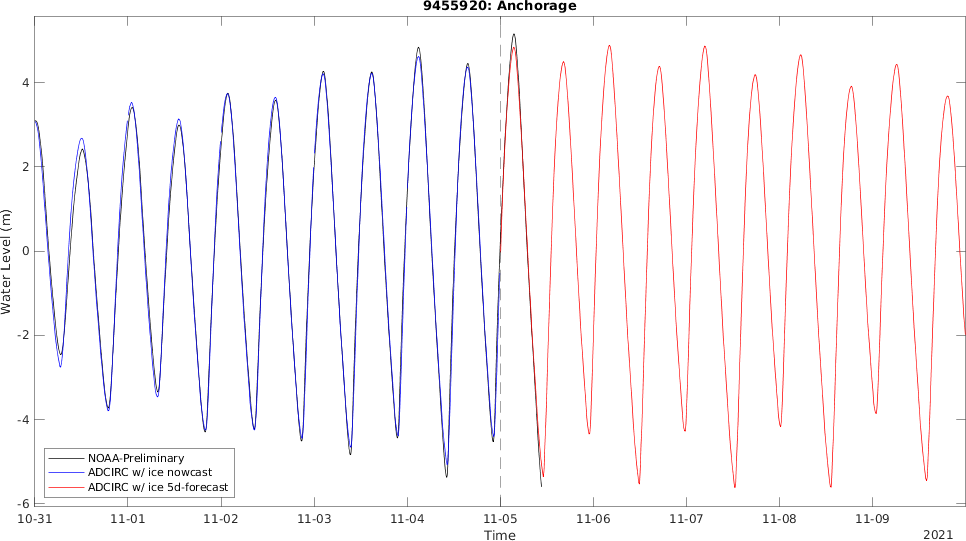 9455920: Anchorage
Water Level (m)
4
2
0
-2
-4
-6
NOAA-Preliminary
ADCIRC w/ ice nowcast
ADCIRC w/ ice 5d-forecast
10-31 11-01 11-02 11-03 11-04 11-05 11-06 11-07 11-08 11-09
Time
2021